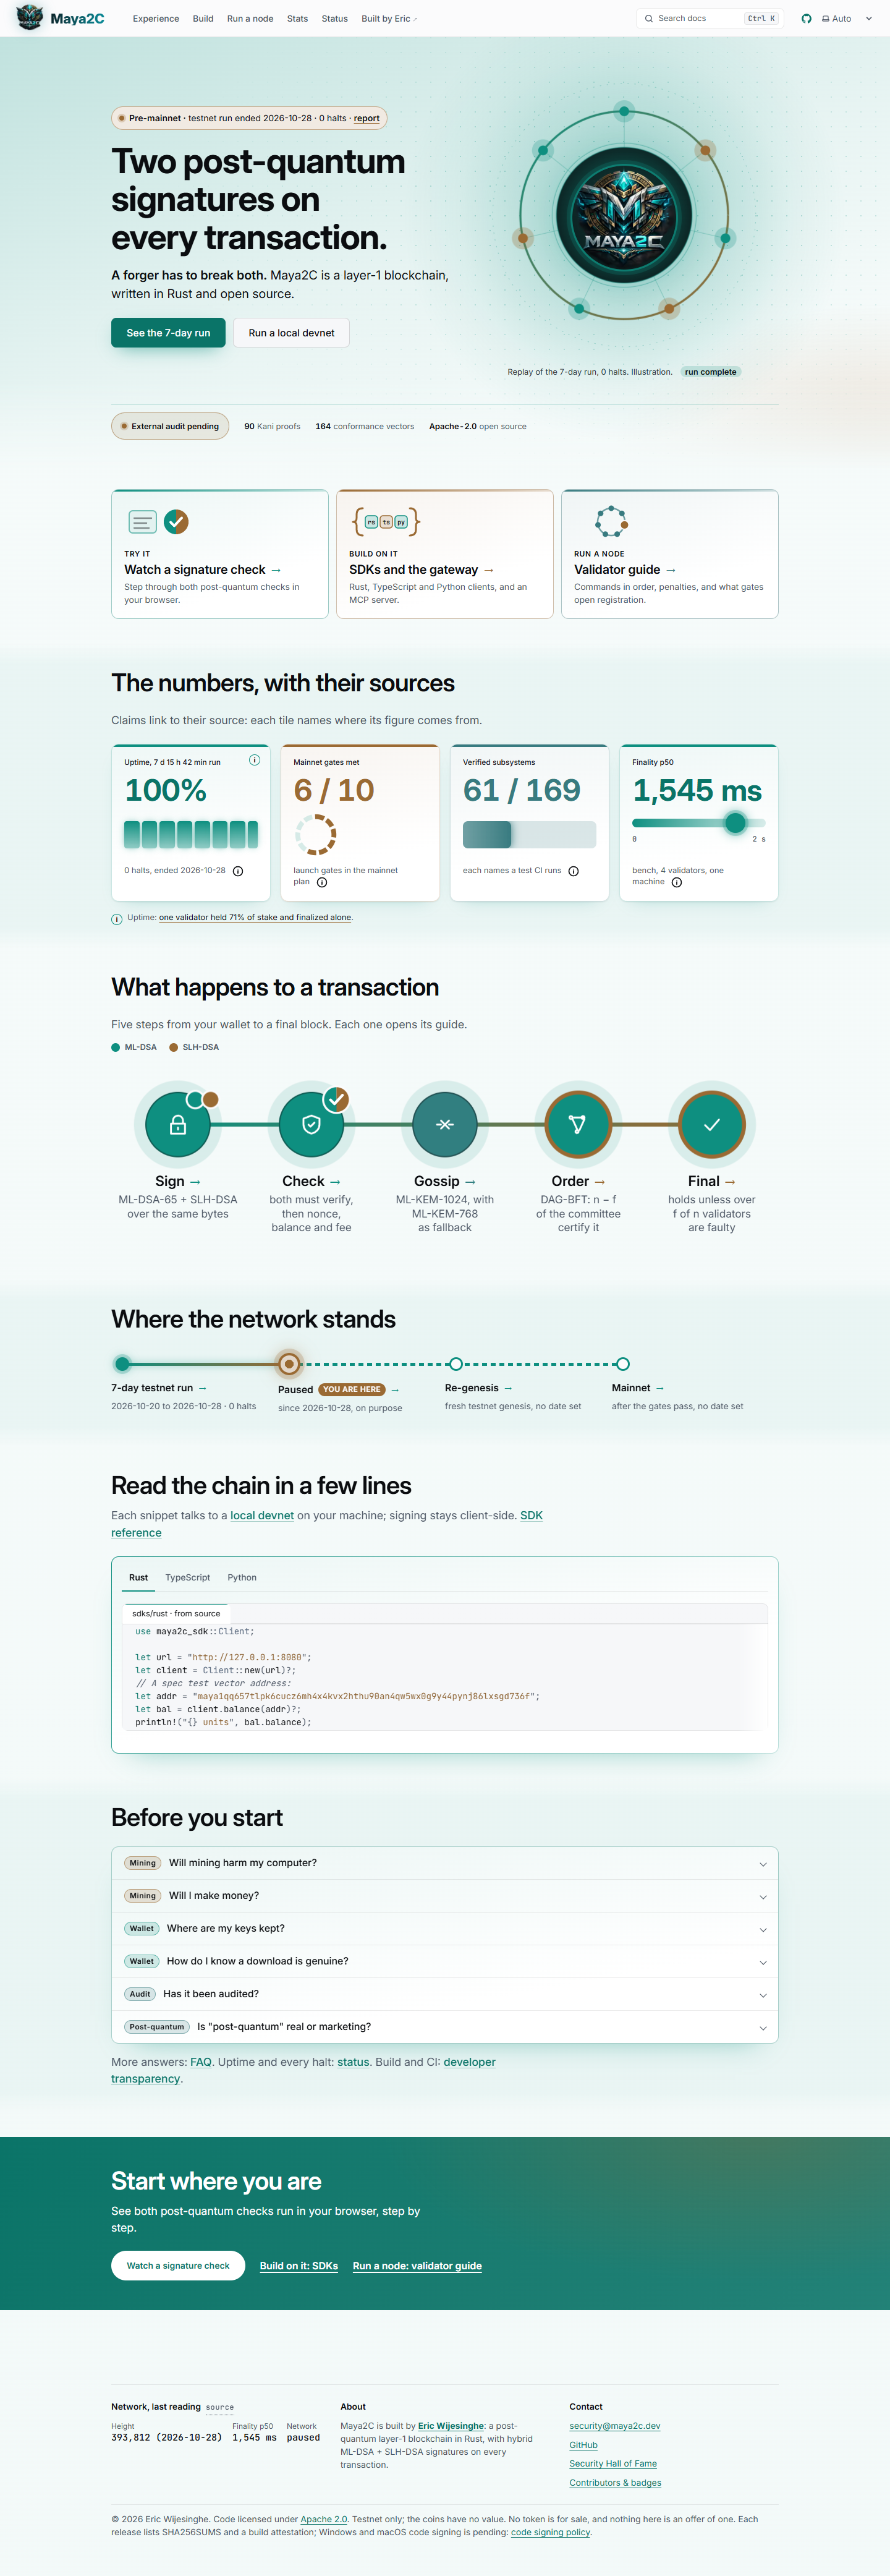 Maya2C
Experience Build Run a node Stats Status Built by Eric ↗
Search docs Ctrl K
Auto
Pre-mainnet · testnet run ended 2026-10-28 · 0 halts · report
Two post-quantum
signatures on
every transaction.
A forger has to break both. Maya2C is a layer-1 blockchain,
written in Rust and open source.
See the 7-day run
Run a local devnet
MAYA2C
Replay of the 7-day run, 0 halts. Illustration. run complete
External audit pending
90 Kani proofs
164 conformance vectors
Apache-2.0 open source
rs ts py
TRY IT
Watch a signature check →
Step through both post-quantum checks in
your browser.
BUILD ON IT
SDKs and the gateway →
Rust, TypeScript and Python clients, and an
MCP server.
RUN A NODE
Validator guide →
Commands in order, penalties, and what gates
open registration.
The numbers, with their sources
Claims link to their source: each tile names where its figure comes from.
Uptime, 7 d 15 h 42 min run
100%
0 halts, ended 2026-10-28
Mainnet gates met
6 / 10
launch gates in the mainnet
plan
Verified subsystems
61 / 169
each names a test CI runs
Finality p50
1,545 ms
0 2 s
bench, 4 validators, one
machine
Uptime: one validator held 71% of stake and finalized alone.
What happens to a transaction
Five steps from your wallet to a final block. Each one opens its guide.
ML-DSA SLH-DSA
Sign →
ML-DSA-65 + SLH-DSA
over the same bytes
Check →
both must verify,
then nonce,
balance and fee
Gossip →
ML-KEM-1024, with
ML-KEM-768
as fallback
Order →
DAG-BFT: n − f
of the committee
certify it
Final →
holds unless over
f of n validators
are faulty
Where the network stands
7-day testnet run →
2026-10-20 to 2026-10-28 · 0 halts
Paused YOU ARE HERE →
since 2026-10-28, on purpose
Re-genesis →
fresh testnet genesis, no date set
Mainnet →
after the gates pass, no date set
Read the chain in a few lines
Each snippet talks to a local devnet on your machine; signing stays client-side. SDK
reference
Rust TypeScript Python
sdks/rust · from source
use maya2c_sdk::Client;
let url = "http://127.0.0.1:8080";
let client = Client::new(url)?;
// A spec test vector address:
let addr = "maya1qq657tlpk6cucz6mh4x4kvx2hthu90an4qw5wx0g9y44pynj86lxsgd736f";
let bal = client.balance(addr)?;
println!("{} units", bal.balance);
Before you start
Mining Will mining harm my computer?
Mining Will I make money?
Wallet Where are my keys kept?
Wallet How do I know a download is genuine?
Audit Has it been audited?
Post-quantum Is "post-quantum" real or marketing?
More answers: FAQ. Uptime and every halt: status. Build and CI: developer
transparency.
Start where you are
See both post-quantum checks run in your browser, step by
step.
Watch a signature check
Build on it: SDKs
Run a node: validator guide
Network, last reading source
Height
393,812 (2026-10-28)
Finality p50
1,545 ms
Network
paused
About
Maya2C is built by Eric Wijesinghe: a post-
quantum layer-1 blockchain in Rust, with hybrid
ML-DSA + SLH-DSA signatures on every
transaction.
Contact
security@maya2c.dev
GitHub
Security Hall of Fame
Contributors & badges
© 2026 Eric Wijesinghe. Code licensed under Apache 2.0. Testnet only; the coins have no value. No token is for sale, and nothing here is an offer of one. Each
release lists SHA256SUMS and a build attestation; Windows and macOS code signing is pending: code signing policy.